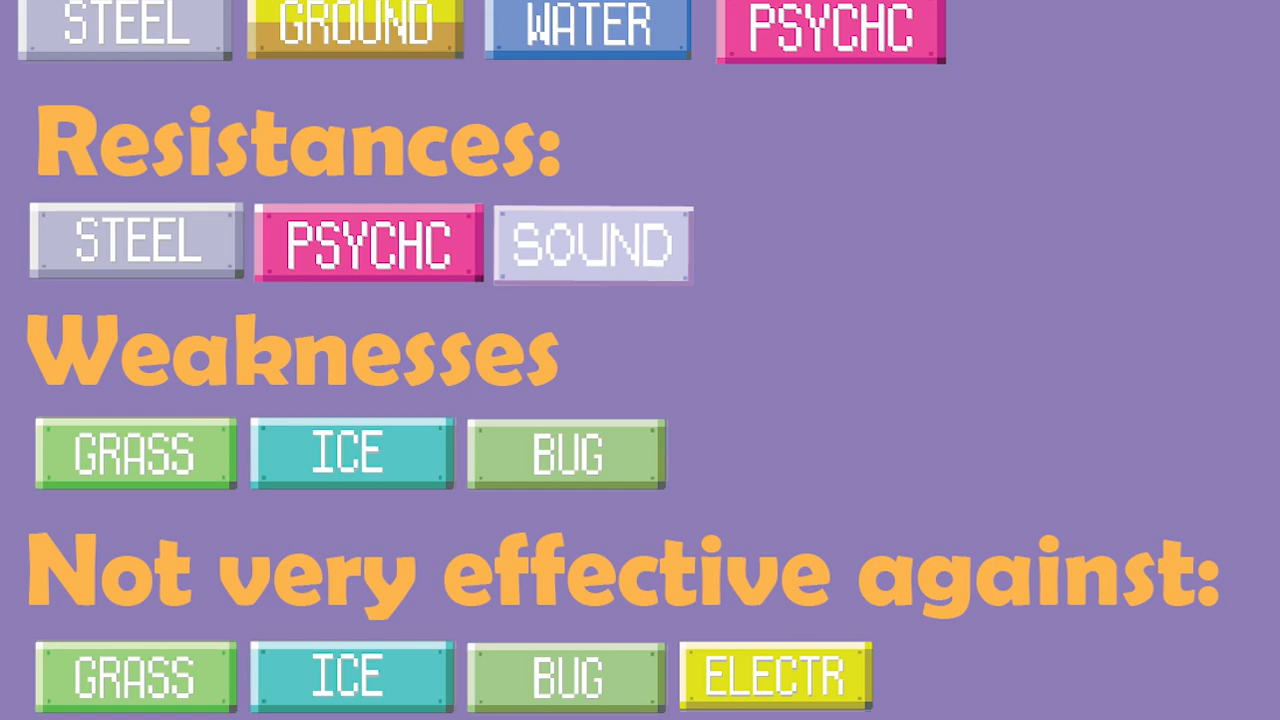 STEEL GROUND WATER PSYCHC
Resistances:
STEEL PSYCHC SOUND
Weaknesses
GRASS ICE BUG
Not very effective against:
GRASS ICE BUG ELECTR